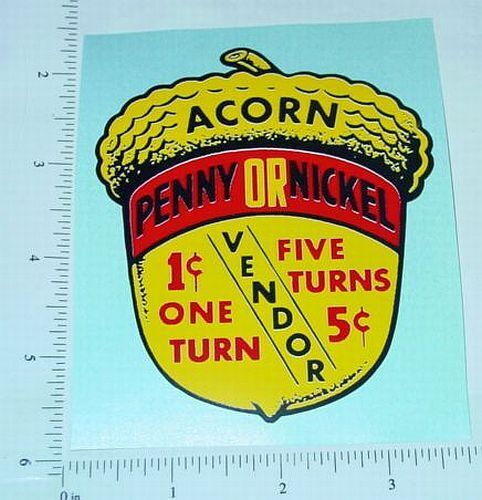 ACORN
PENNY OR NICKEL
1¢
ONE
TURN
VENDOR
FIVE
TURNS
5¢
2
3
4
5
6
0 in
1
2
3